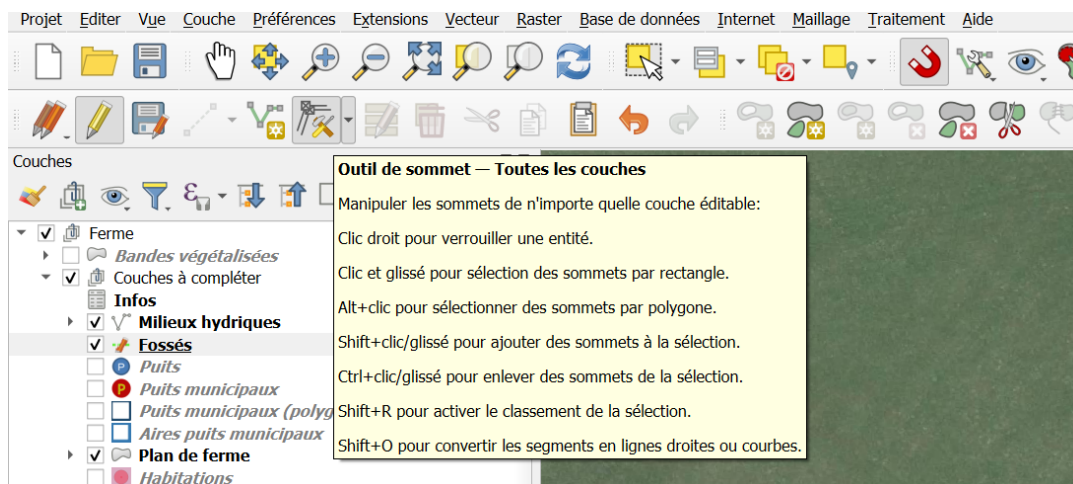 Projet Editer Vue Couche Préférences Extensions Vecteur Raster Base de données Internet Maillage Traitement Aide
Couches
Outil de sommet — Toutes les couches
Manipuler les sommets de n'importe quelle couche éditable:
Clic droit pour verrouiller une entité.
Clic et glissé pour sélection des sommets par rectangle.
Alt+clic pour sélectionner des sommets par polygone.
Shift+clic/glissé pour ajouter des sommets à la sélection.
Ctrl+clic/glissé pour enlever des sommets de la sélection.
Shift+R pour activer le classement de la sélection.
Shift+O pour convertir les segments en lignes droites ou courbes.
Ferme
Bandes végétalisées
Couches à compléter
Infos
Milieux hydriques
Fossés
P Puits
P Puits municipaux
Puits municipaux (polyg
Aires puits municipaux
Plan de ferme
Habitations